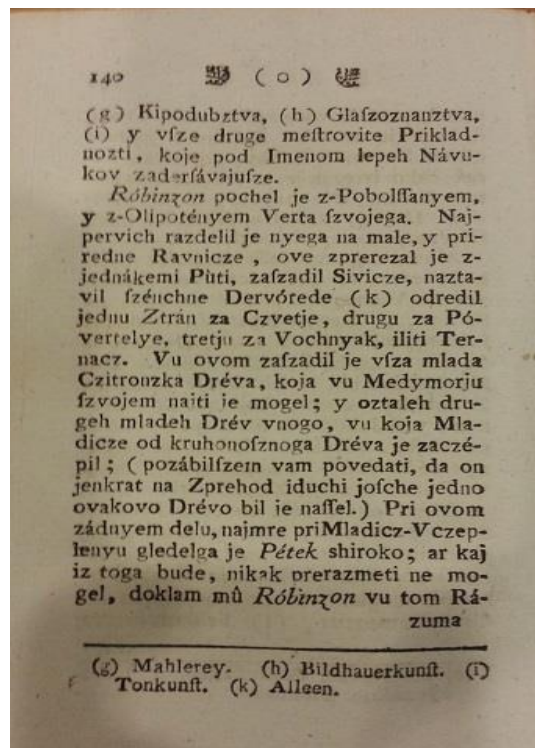 140 ( o )
(g) Kipodubztva, (h) Glaſzoznanztva,
(i) y vſze druge meſtrovite Priklad-
nozti, koje pod Imenom lepeh Návu-
kov zaderſávajuſze.
Róbinzon pochel je z-Pobolſſanyem,
y z-Olipotényem Verta ſzvojega. Naj-
pervich razdelil je nyega na male, y pri-
redne Ravnicze, ove zprerezal je z-
jednákemi Púti, zaſzadil Sivicze, nazta-
vil ſzénchne Dervórede (k) odredil
jednu Ztrán za Czvetje, drugu za Pó-
vertelye, tretju za Vochnyak, iliti Ter-
nacz. Vu ovom zaſzadil je vſza mlada
Czitronzka Dréva, koja vu Medymorju
ſzvojem naiti je mogel; y oztaleh dru-
geh mladeh Drév vnogo, vu koja Mla-
dicze od kruhonoſznoga Dréva je zaczé-
pil; (pozábilſzem vam povedati, da on
jenkrat na Zprehod iduchi joſche jedno
ovakovo Drévo bil je naſſel.) Pri ovom
zádnyem delu, najmre pri Mladicz-Vczep-
lenyu gledelga je Pétek shiroko; ar kaj
iz toga bude, nikak prerazmeti ne mo-
gel, doklam mû Róbinzon vu tom Rá-
zuma
(g) Mahlerey. (h) Bildhauerkunſt. (i)
Tonkunſt. (k) Alleen.